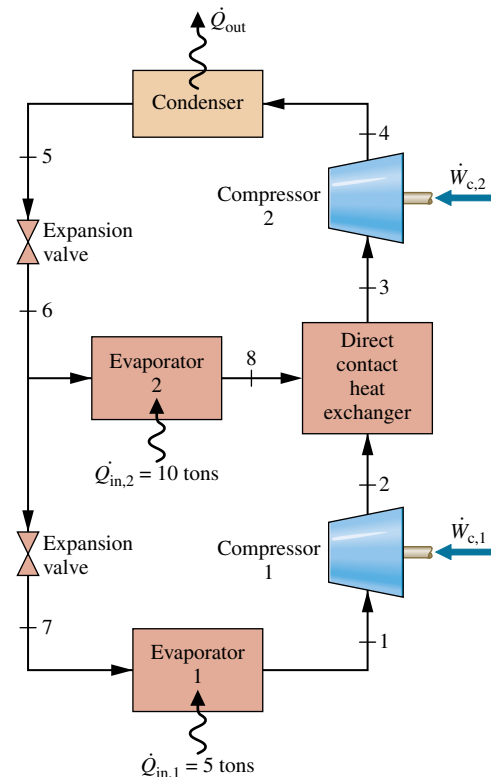 Q̇out
Condenser
4
5
Ẇc,2
Compressor
2
Expansion
valve
3
6
Direct
contact
heat
exchanger
Evaporator
2
8
Q̇in,2 = 10 tons
2
Expansion
valve
Compressor
1
Ẇc,1
7
1
Evaporator
1
Q̇in,1 = 5 tons